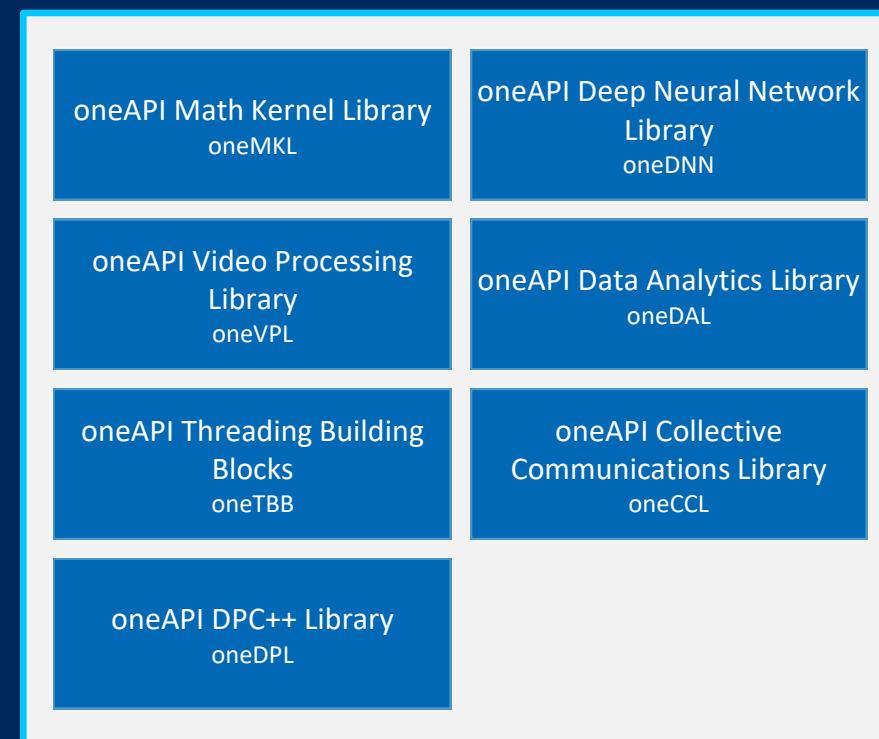 oneAPI Math Kernel Library
oneMKL
oneAPI Deep Neural Network
Library
oneDNN
oneAPI Video Processing
Library
oneVPL
oneAPI Data Analytics Library
oneDAL
oneAPI Threading Building
Blocks
oneTBB
oneAPI Collective
Communications Library
oneCCL
oneAPI DPC++ Library
oneDPL